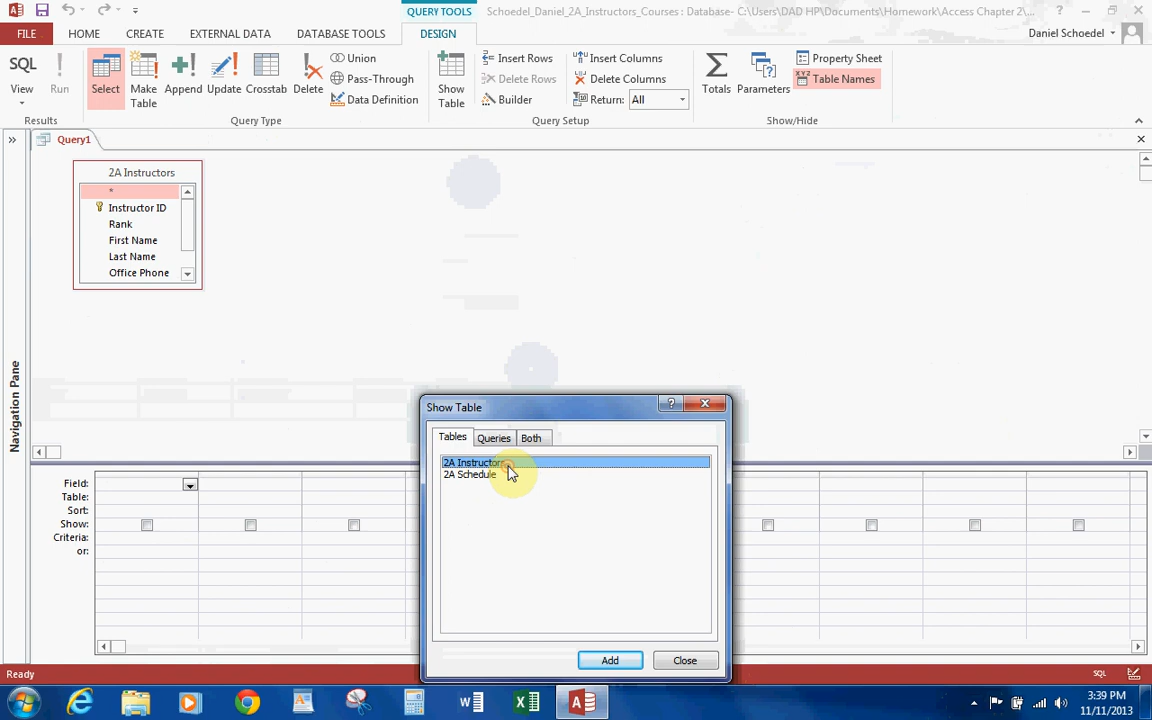 QUERY TOOLS
Schoedel_Daniel_2A_Instructors_Courses : Database- C:\Users\DAD HP\Documents\Homework\Access Chapter 2\...
FILE HOME CREATE EXTERNAL DATA DATABASE TOOLS DESIGN
Daniel Schoedel
SQL
View Run Select Make Table Append Update Crosstab Delete
Union
Pass-Through
Data Definition
Show Table
Insert Rows
Delete Rows
Builder
Insert Columns
Delete Columns
Return: All
Totals Parameters
Property Sheet
XYZ Table Names
Results Query Type Query Setup Show/Hide
Query1
2A Instructors
*
Instructor ID
Rank
First Name
Last Name
Office Phone
Navigation Pane
Show Table
Tables Queries Both
2A Instructors
2A Schedule
Add Close
Field:
Table:
Sort:
Show:
Criteria:
or:
Ready
SQL
3:39 PM
11/11/2013